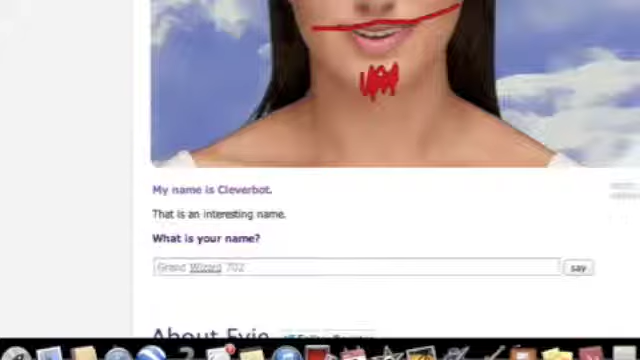 My name is Cleverbot.
That is an interesting name.
What is your name?
Grand Wizard 702
say
About Evie